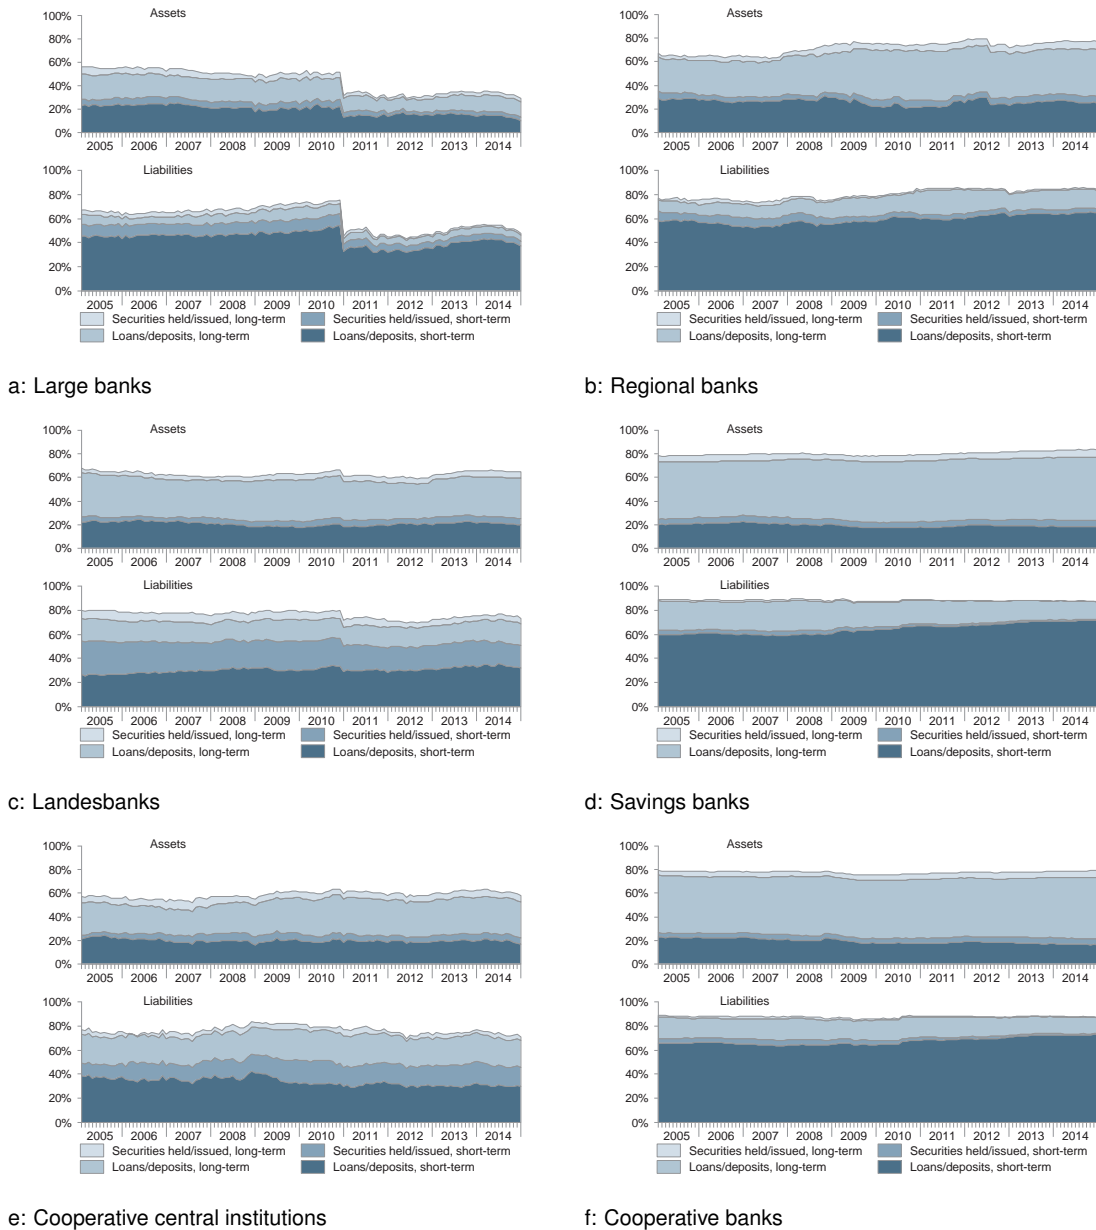 Assets
100%
80%
60%
40%
20%
0%
2005 2006 2007 2008 2009 2010 2011 2012 2013 2014
Liabilities
100%
80%
60%
40%
20%
0%
2005 2006 2007 2008 2009 2010 2011 2012 2013 2014
Securities held/issued, long-term Securities held/issued, short-term
Loans/deposits, long-term Loans/deposits, short-term
a: Large banks
Assets
100%
80%
60%
40%
20%
0%
2005 2006 2007 2008 2009 2010 2011 2012 2013 2014
Liabilities
100%
80%
60%
40%
20%
0%
2005 2006 2007 2008 2009 2010 2011 2012 2013 2014
Securities held/issued, long-term Securities held/issued, short-term
Loans/deposits, long-term Loans/deposits, short-term
b: Regional banks
Assets
100%
80%
60%
40%
20%
0%
2005 2006 2007 2008 2009 2010 2011 2012 2013 2014
Liabilities
100%
80%
60%
40%
20%
0%
2005 2006 2007 2008 2009 2010 2011 2012 2013 2014
Securities held/issued, long-term Securities held/issued, short-term
Loans/deposits, long-term Loans/deposits, short-term
c: Landesbanks
Assets
100%
80%
60%
40%
20%
0%
2005 2006 2007 2008 2009 2010 2011 2012 2013 2014
Liabilities
100%
80%
60%
40%
20%
0%
2005 2006 2007 2008 2009 2010 2011 2012 2013 2014
Securities held/issued, long-term Securities held/issued, short-term
Loans/deposits, long-term Loans/deposits, short-term
d: Savings banks
Assets
100%
80%
60%
40%
20%
0%
2005 2006 2007 2008 2009 2010 2011 2012 2013 2014
Liabilities
100%
80%
60%
40%
20%
0%
2005 2006 2007 2008 2009 2010 2011 2012 2013 2014
Securities held/issued, long-term Securities held/issued, short-term
Loans/deposits, long-term Loans/deposits, short-term
e: Cooperative central institutions
Assets
100%
80%
60%
40%
20%
0%
2005 2006 2007 2008 2009 2010 2011 2012 2013 2014
Liabilities
100%
80%
60%
40%
20%
0%
2005 2006 2007 2008 2009 2010 2011 2012 2013 2014
Securities held/issued, long-term Securities held/issued, short-term
Loans/deposits, long-term Loans/deposits, short-term
f: Cooperative banks